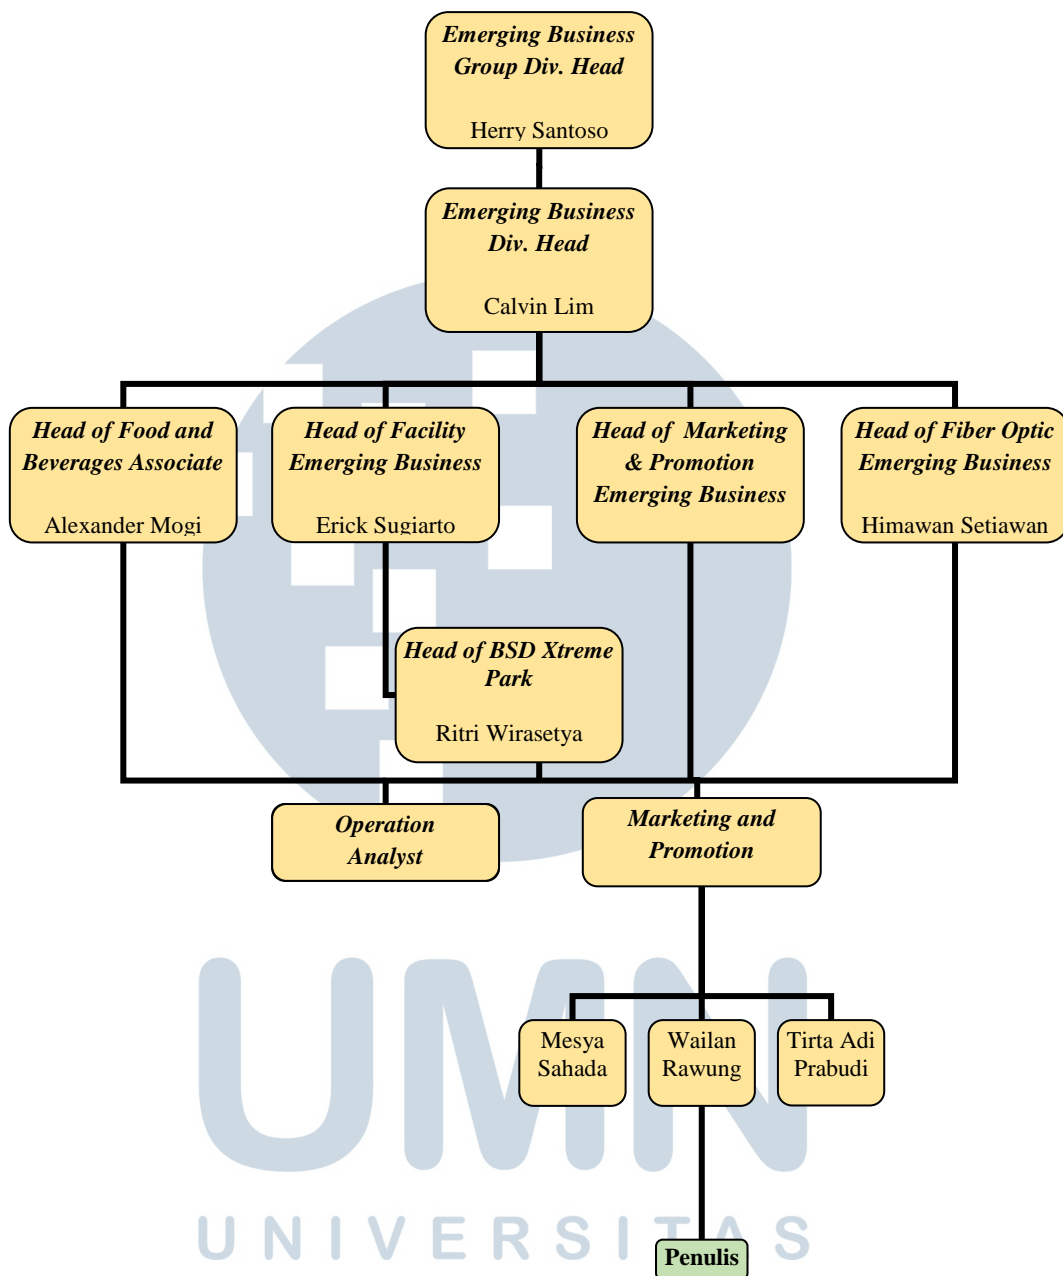 Emerging Business
Group Div. Head
Herry Santoso
Emerging Business
Div. Head
Calvin Lim
Head of Food and
Beverages Associate
Alexander Mogi
Head of Facility
Emerging Business
Erick Sugiarto
Head of Marketing
& Promotion
Emerging Business
Head of Fiber Optic
Emerging Business
Himawan Setiawan
Head of BSD Xtreme
Park
Ritri Wirasetya
Operation
Analyst
Marketing and
Promotion
Mesya
Sahada
Wailan
Rawung
Tirta Adi
Prabudi
UMN
UNIVERSITAS
Penulis